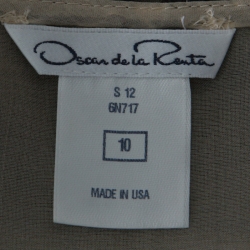 Oscar de la Renta
S 12
6N717
10
MADE IN USA